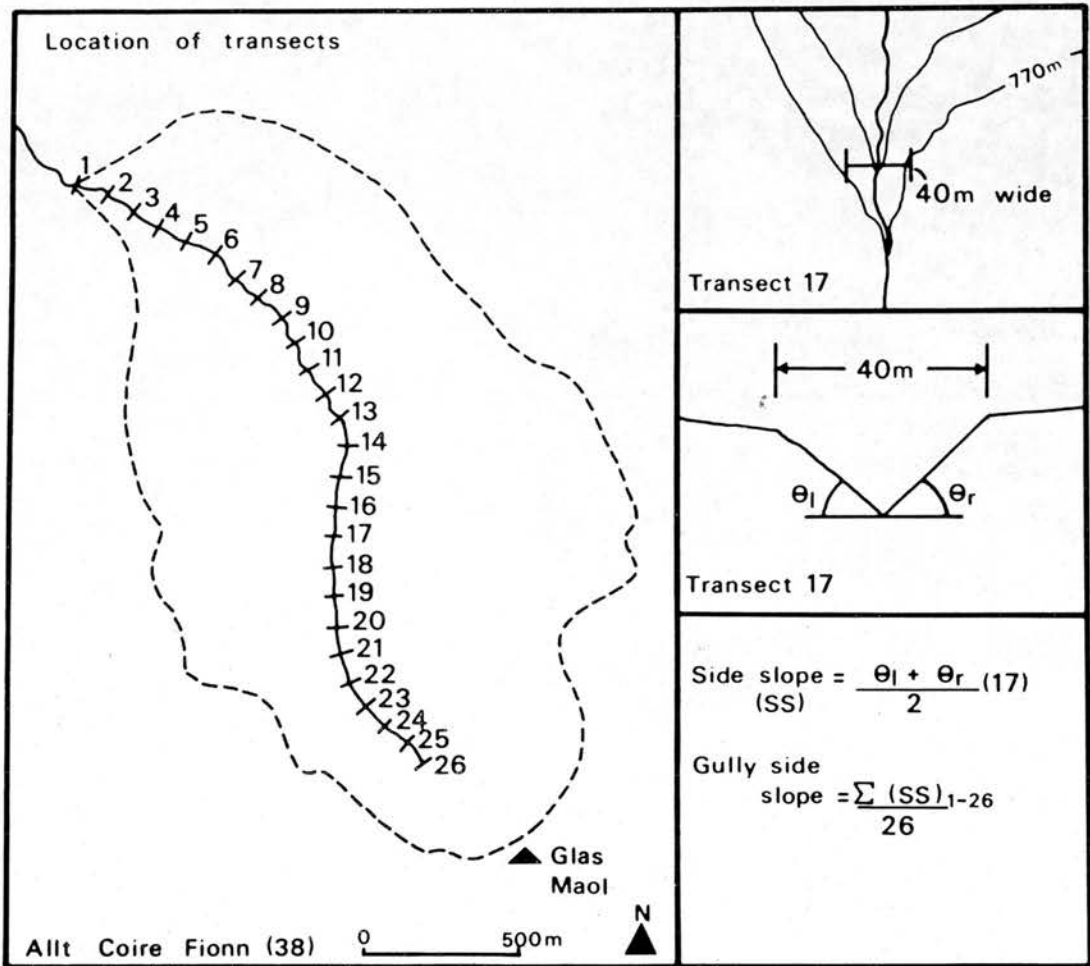 Location of transects
1
2
3
4
5
6
7
8
9
10
11
12
13
14
15
16
17
18
19
20
21
22
23
24
25
26
Glas
Maol
N
Allt Coire Fionn (38)
0 500m
770m
40m wide
Transect 17
40m
θl θr
Transect 17
Side slope = θl + θr (17)
(SS) 2
Gully side
slope = Σ (SS)1-26
26